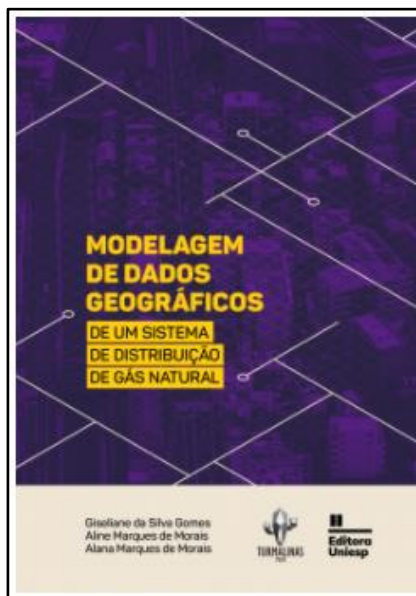 MODELAGEM
DE DADOS
GEOGRÁFICOS
DE UM SISTEMA
DE DISTRIBUIÇÃO
DE GÁS NATURAL
Giseliane da Silva Gomes
Aline Marques de Morais
Alana Marques de Morais
TURMALINAS
Editora
Uniesp